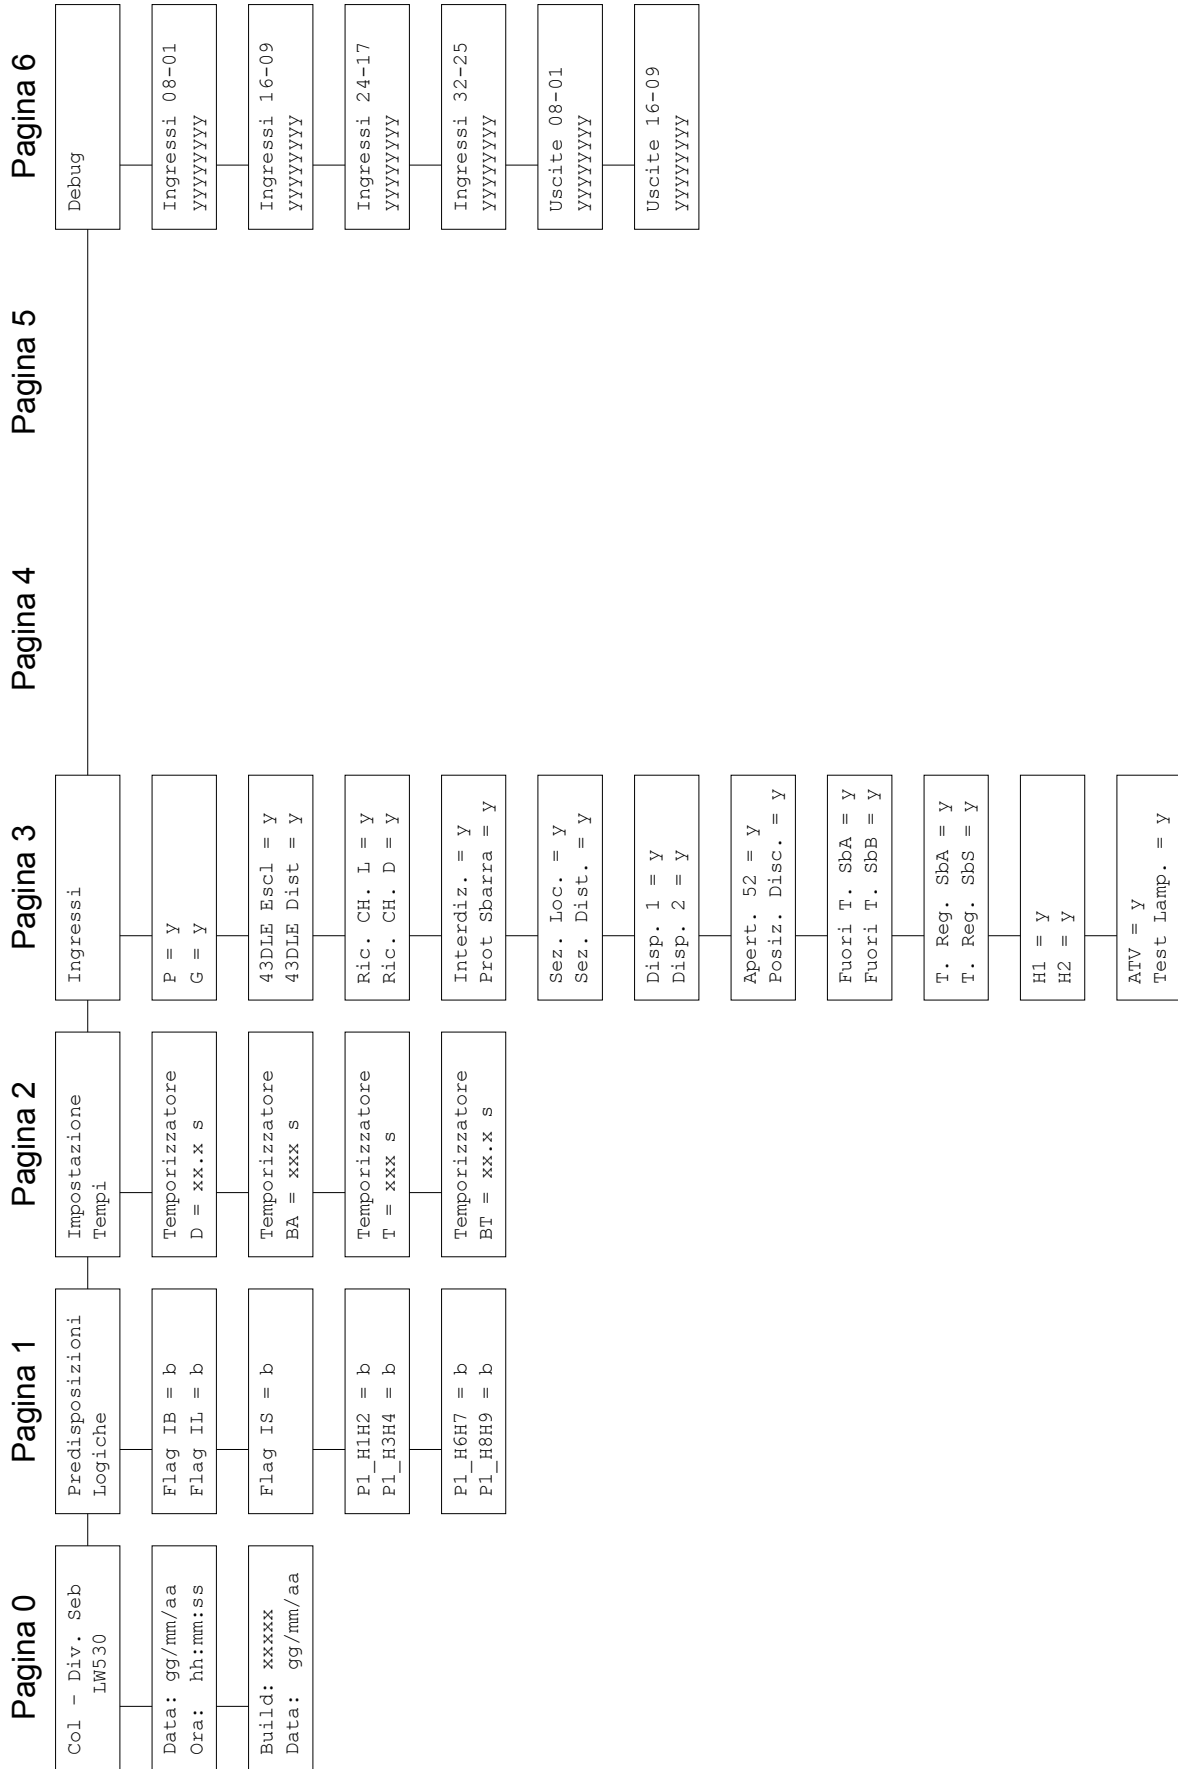 Pagina 0
Col - Div. Seb
LW530
Data: gg/mm/aa
Ora: hh:mm:ss
Build: xxxxx
Data: gg/mm/aa
Pagina 1
Predisposizioni
Logiche
Flag IB = b
Flag IL = b
Flag IS = b
P1_H1H2 = b
P1_H3H4 = b
P1_H6H7 = b
P1_H8H9 = b
Pagina 2
Impostazione
Tempi
Temporizzatore
D = xx.x s
Temporizzatore
BA = xxx s
Temporizzatore
T = xxx s
Temporizzatore
BT = xx.x s
Pagina 3
Ingressi
P = y
G = y
43DLE Escl = y
43DLE Dist = y
Ric. CH. L = y
Ric. CH. D = y
Interdiz. = y
Prot Sbarra = y
Sez. Loc. = y
Sez. Dist. = y
Disp. 1 = y
Disp. 2 = y
Apert. 52 = y
Posiz. Disc. = y
Fuori T. SbA = y
Fuori T. SbB = y
T. Reg. SbA = y
T. Reg. SbS = y
H1 = y
H2 = y
ATV = y
Test Lamp. = y
Pagina 4
Pagina 5
Pagina 6
Debug
Ingressi 08-01
yyyyyyyy
Ingressi 16-09
yyyyyyyy
Ingressi 24-17
yyyyyyyy
Ingressi 32-25
yyyyyyyy
Uscite 08-01
yyyyyyyy
Uscite 16-09
yyyyyyyy